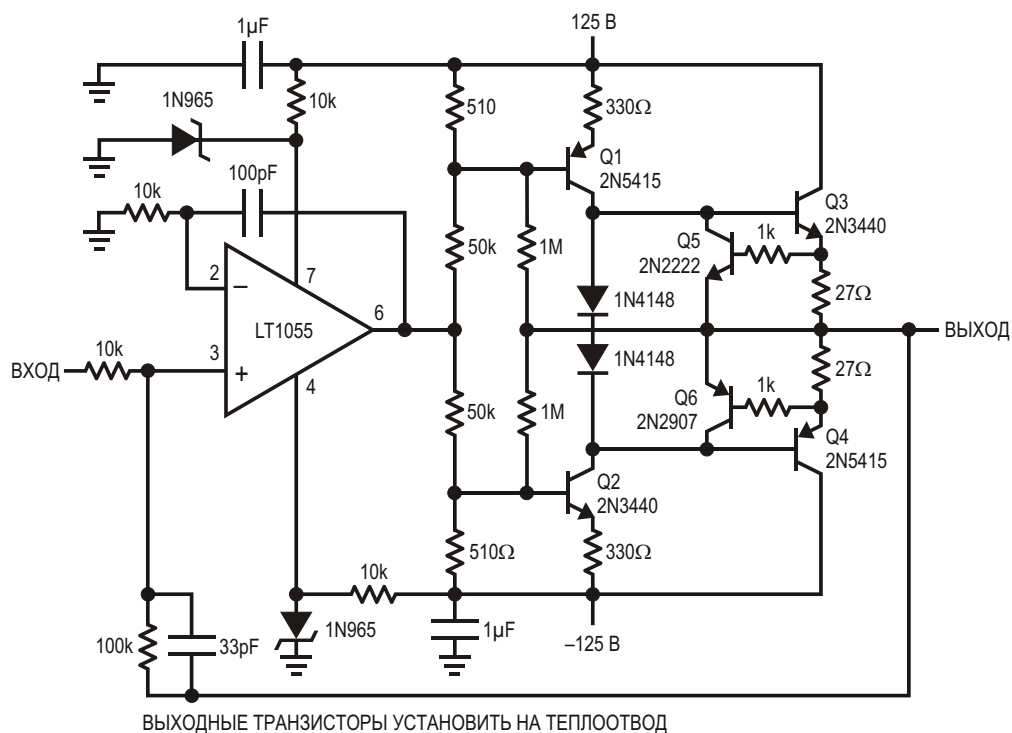 1µF
125 В
1N965
10k
510
330Ω
Q1
2N5415
100pF
10k
Q3
2N3440
1k
Q5
2N2222
50k
1M
27Ω
2
–
7
1N4148
LT1055
6
ВЫХОД
10k
3
ВХОД
+
4
1N4148
27Ω
1k
50k
1M
Q6
2N2907
Q4
2N5415
Q2
2N3440
510Ω
330Ω
10k
100k
33pF
1N965
1µF
–125 В
ВЫХОДНЫЕ ТРАНЗИСТОРЫ УСТАНОВИТЬ НА ТЕПЛООТВОД